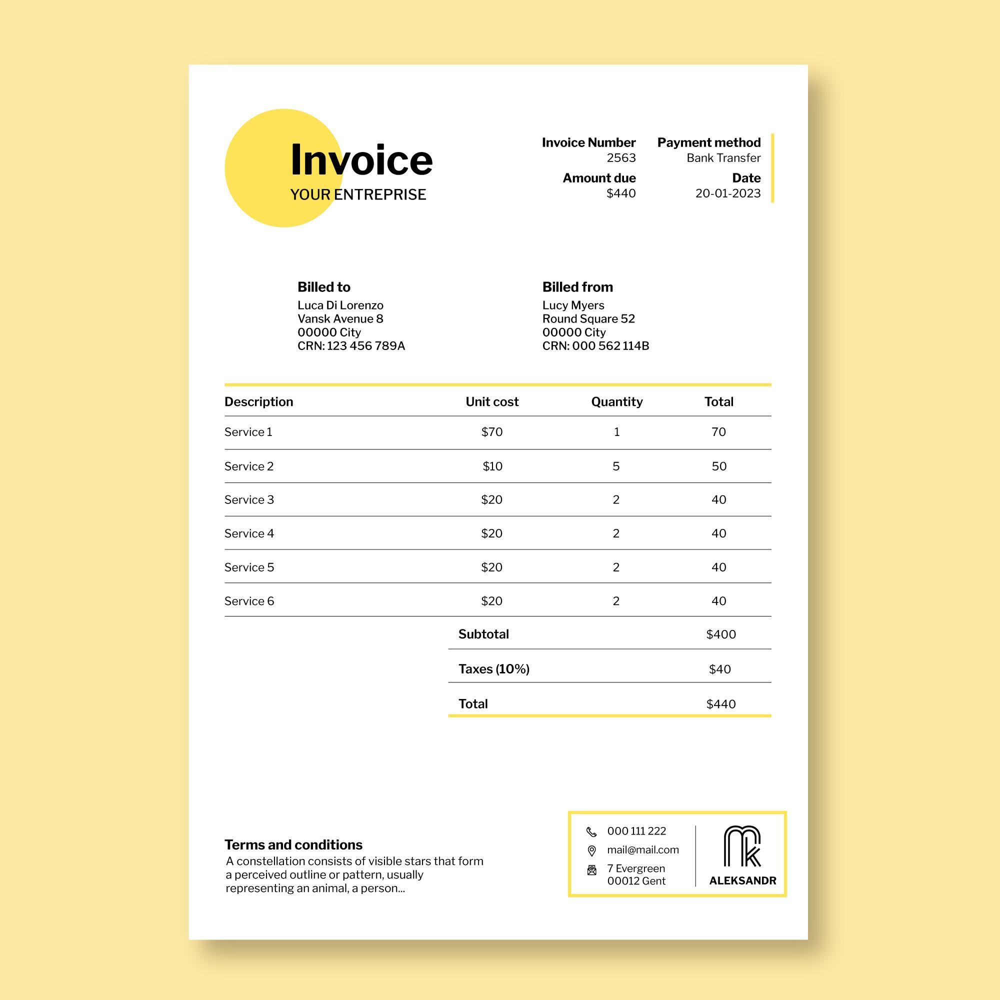 Invoice
YOUR ENTREPRISE
Invoice Number
2563
Amount due
$440
Payment method
Bank Transfer
Date
20-01-2023
Billed to
Luca Di Lorenzo
Vansk Avenue 8
00000 City
CRN: 123 456 789A
Billed from
Lucy Myers
Round Square 52
00000 City
CRN: 000 562 114B
Description Unit cost Quantity Total
Service 1 $70 1 70
Service 2 $10 5 50
Service 3 $20 2 40
Service 4 $20 2 40
Service 5 $20 2 40
Service 6 $20 2 40
Subtotal $400
Taxes (10%) $40
Total $440
Terms and conditions
A constellation consists of visible stars that form
a perceived outline or pattern, usually
representing an animal, a person...
000 111 222
mail@mail.com
7 Evergreen
00012 Gent
mk
ALEKSANDR